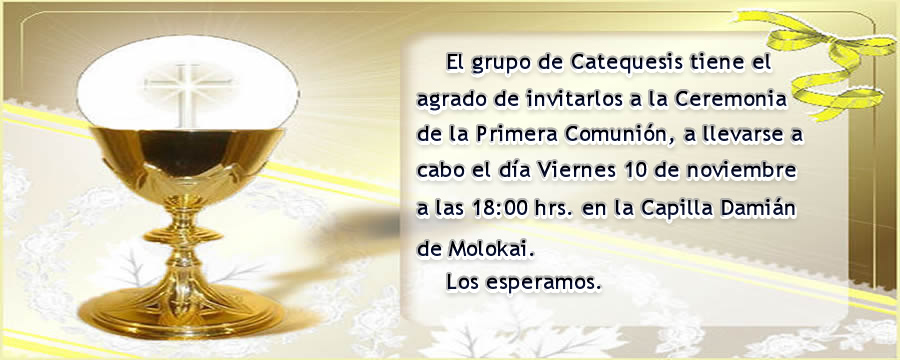 El grupo de Catequesis tiene el
agrado de invitarlos a la Ceremonia
de la Primera Comunión, a llevarse a
cabo el día Viernes 10 de noviembre
a las 18:00 hrs. en la Capilla Damián
de Molokai.
Los esperamos.